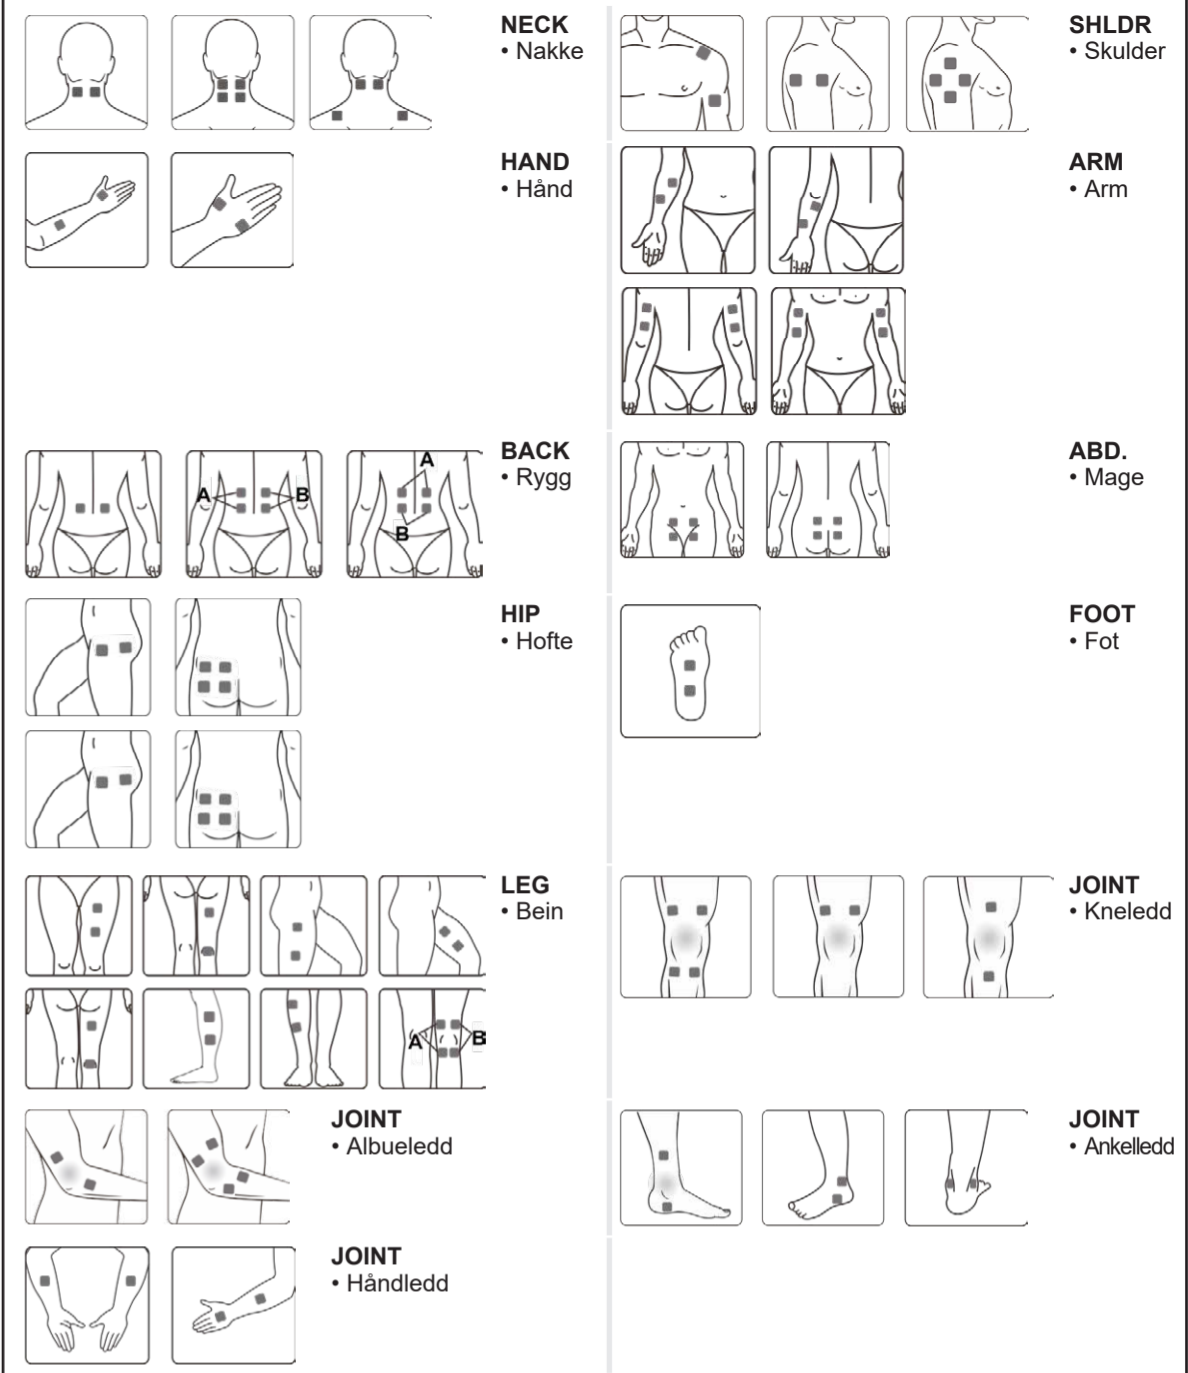 NECK
• Nakke
SHLDR
• Skulder
HAND
• Hånd
ARM
• Arm
BACK
• Rygg
A
B
A
B
ABD.
• Mage
HIP
• Hofte
FOOT
• Fot
LEG
• Bein
A
B
JOINT
• Kneledd
JOINT
• Albueledd
JOINT
• Ankelledd
JOINT
• Håndledd